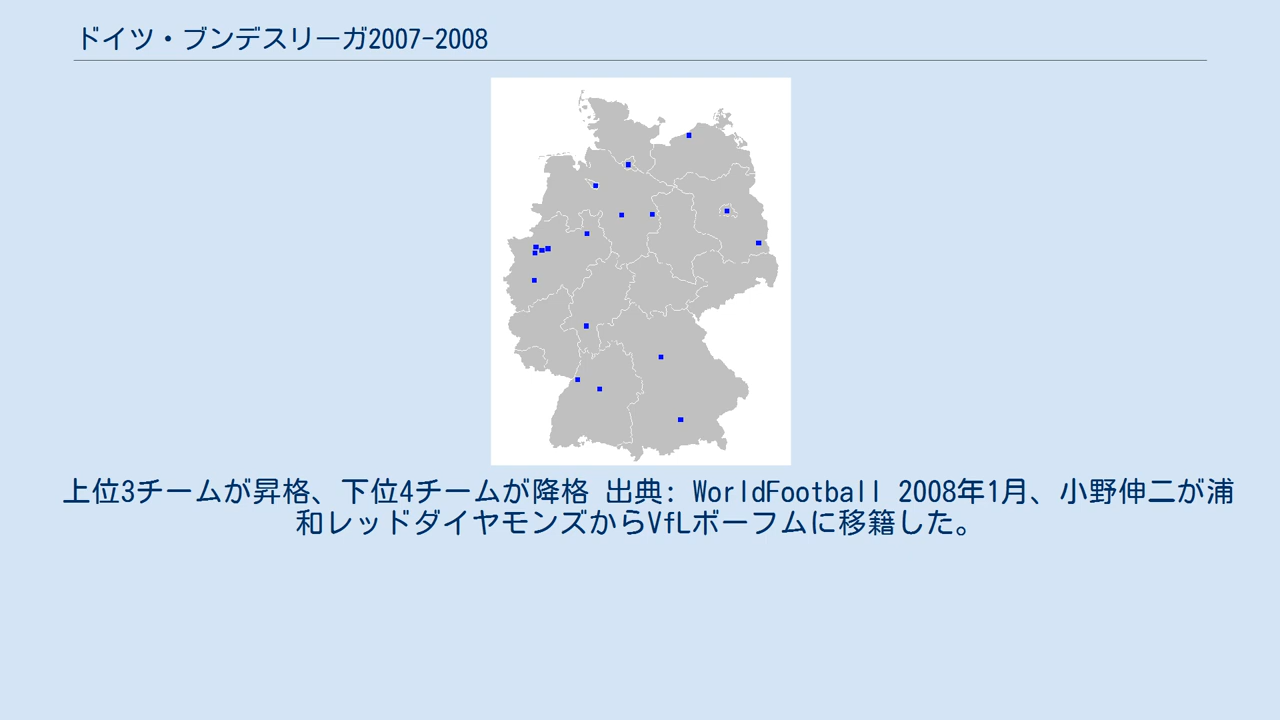 ドイツ・ブンデスリーガ2007-2008
上位3チームが昇格、下位4チームが降格 出典: WorldFootball 2008年1月、小野伸二が浦
和レッドダイヤモンズからVfLボーフムに移籍した。